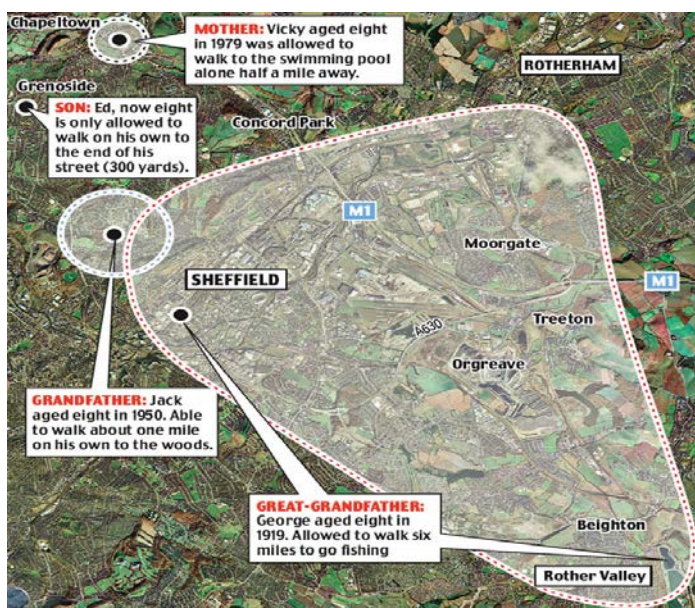 Chapeltown
MOTHER: Vicky aged eight
in 1979 was allowed to
walk to the swimming pool
alone half a mile away.
ROTHERHAM
Grenoside
SON: Ed, now eight
is only allowed to
walk on his own to
the end of his
street (300 yards).
Concord Park
M1
Moorgate
SHEFFIELD
M1
Treeton
A630
Orgreave
GRANDFATHER: Jack
aged eight in 1950. Able
to walk about one mile
on his own to the woods.
GREAT-GRANDFATHER:
George aged eight in
1919. Allowed to walk six
miles to go fishing
Beighton
Rother Valley